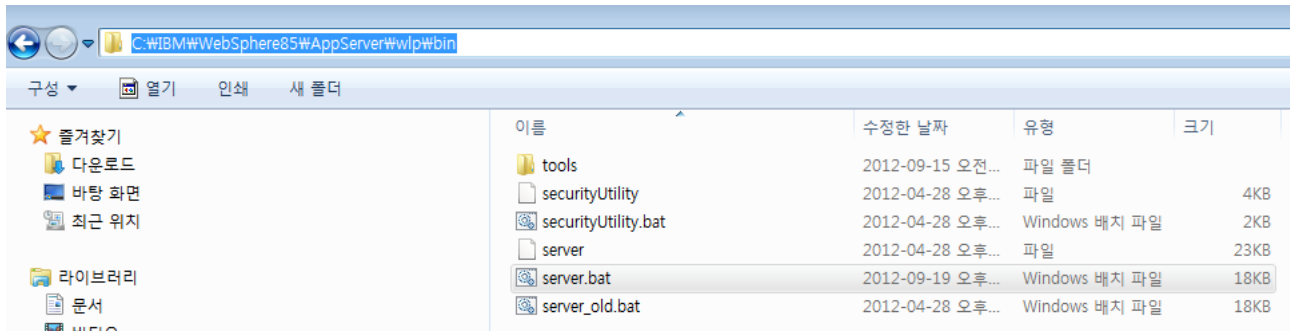 C:₩IBM₩WebSphere85₩AppServer₩wlp₩bin
구성 열기 인쇄 새 폴더
이름 수정한 날짜 유형 크기
즐겨찾기
다운로드
바탕 화면
최근 위치
라이브러리
문서
tools 2012-09-15 오전... 파일 폴더
securityUtility 2012-04-28 오후... 파일 4KB
securityUtility.bat 2012-04-28 오후... Windows 배치 파일 2KB
server 2012-04-28 오후... 파일 23KB
server.bat 2012-09-19 오후... Windows 배치 파일 18KB
server_old.bat 2012-04-28 오후... Windows 배치 파일 18KB